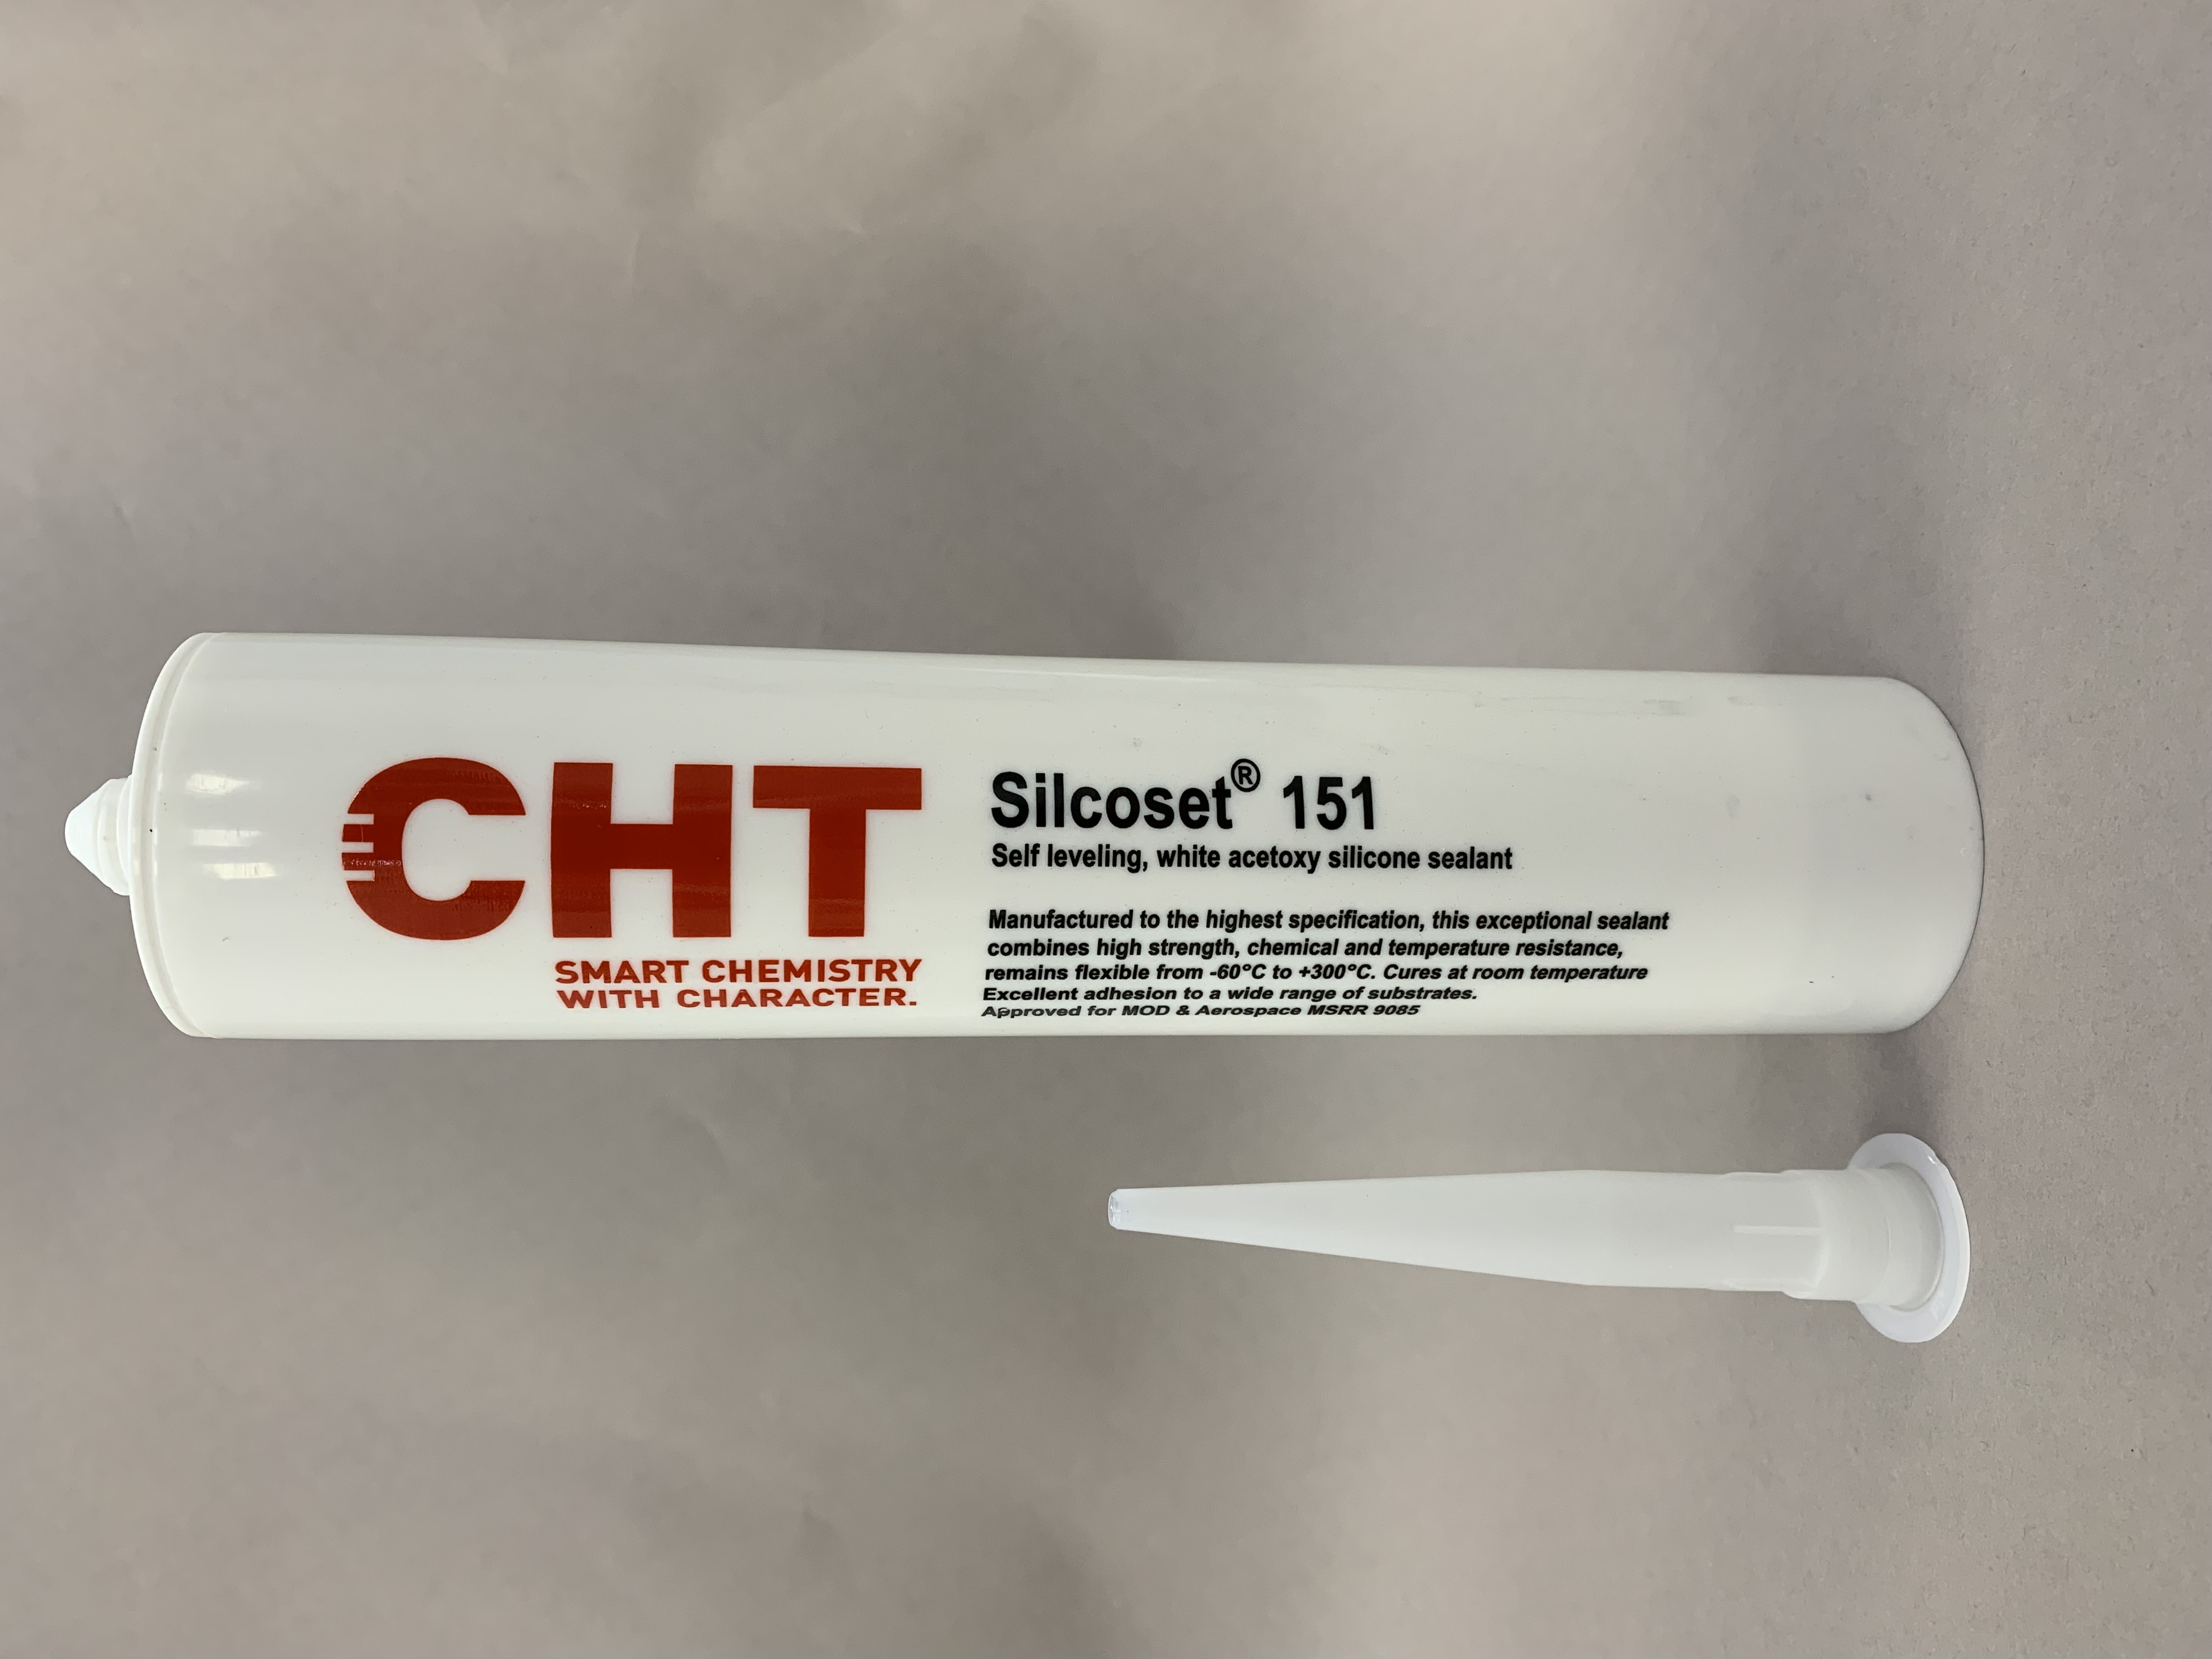 CHT
SMART CHEMISTRY
WITH CHARACTER.
Silcoset® 151
Self leveling, white acetoxy silicone sealant
Manufactured to the highest specification, this exceptional sealant
combines high strength, chemical and temperature resistance,
remains flexible from -60°C to +300°C. Cures at room temperature
Excellent adhesion to a wide range of substrates.
Approved for MOD & Aerospace MSRR 9085